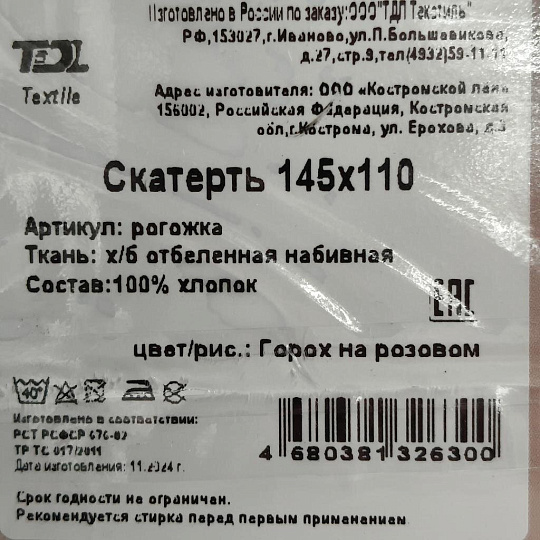 Изготовлено в России по заказу:ООО"ТДЛ Текстиль"
РФ,153027,г.Иваново,ул.П.Большевикова,
д.27,стр.9,тел(4932)59-11-11
TDL
Textile
Адрес изготовителя: ООО «Костромской лен»
156002, Российская Федерация, Костромская
обл,г.Кострома, ул. Ерохова, д.3
Скатерть 145х110
Артикул: рогожка
Ткань: х/б отбеленная набивная
Состав:100% хлопок
EAC
цвет/рис.: Горох на розовом
40°
Изготовлено в соответствии:
РСТ РСФСР 676-82
ТР ТС 017/2011
Дата изготовления: 11.2024 г.
4 680381 326300
Срок годности не ограничен.
Рекомендуется стирка перед первым применением.